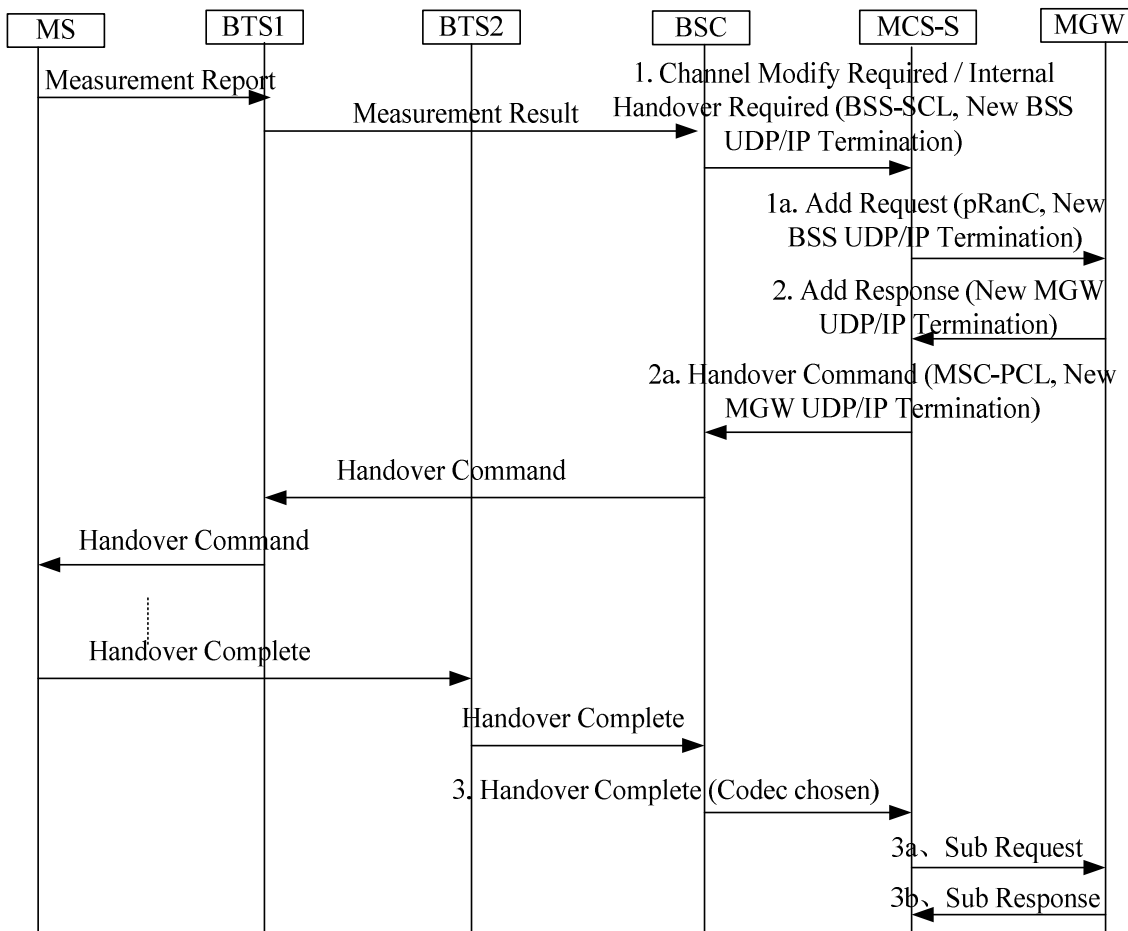 MS
BTS1
BTS2
BSC
MCS-S
MGW
Measurement Report
Measurement Result
1. Channel Modify Required / Internal
Handover Required (BSS-SCL, New BSS
UDP/IP Termination)
1a. Add Request (pRanC, New
BSS UDP/IP Termination)
2. Add Response (New MGW
UDP/IP Termination)
2a. Handover Command (MSC-PCL, New
MGW UDP/IP Termination)
Handover Command
Handover Command
Handover Complete
Handover Complete
3. Handover Complete (Codec chosen)
3a、Sub Request
3b、Sub Response